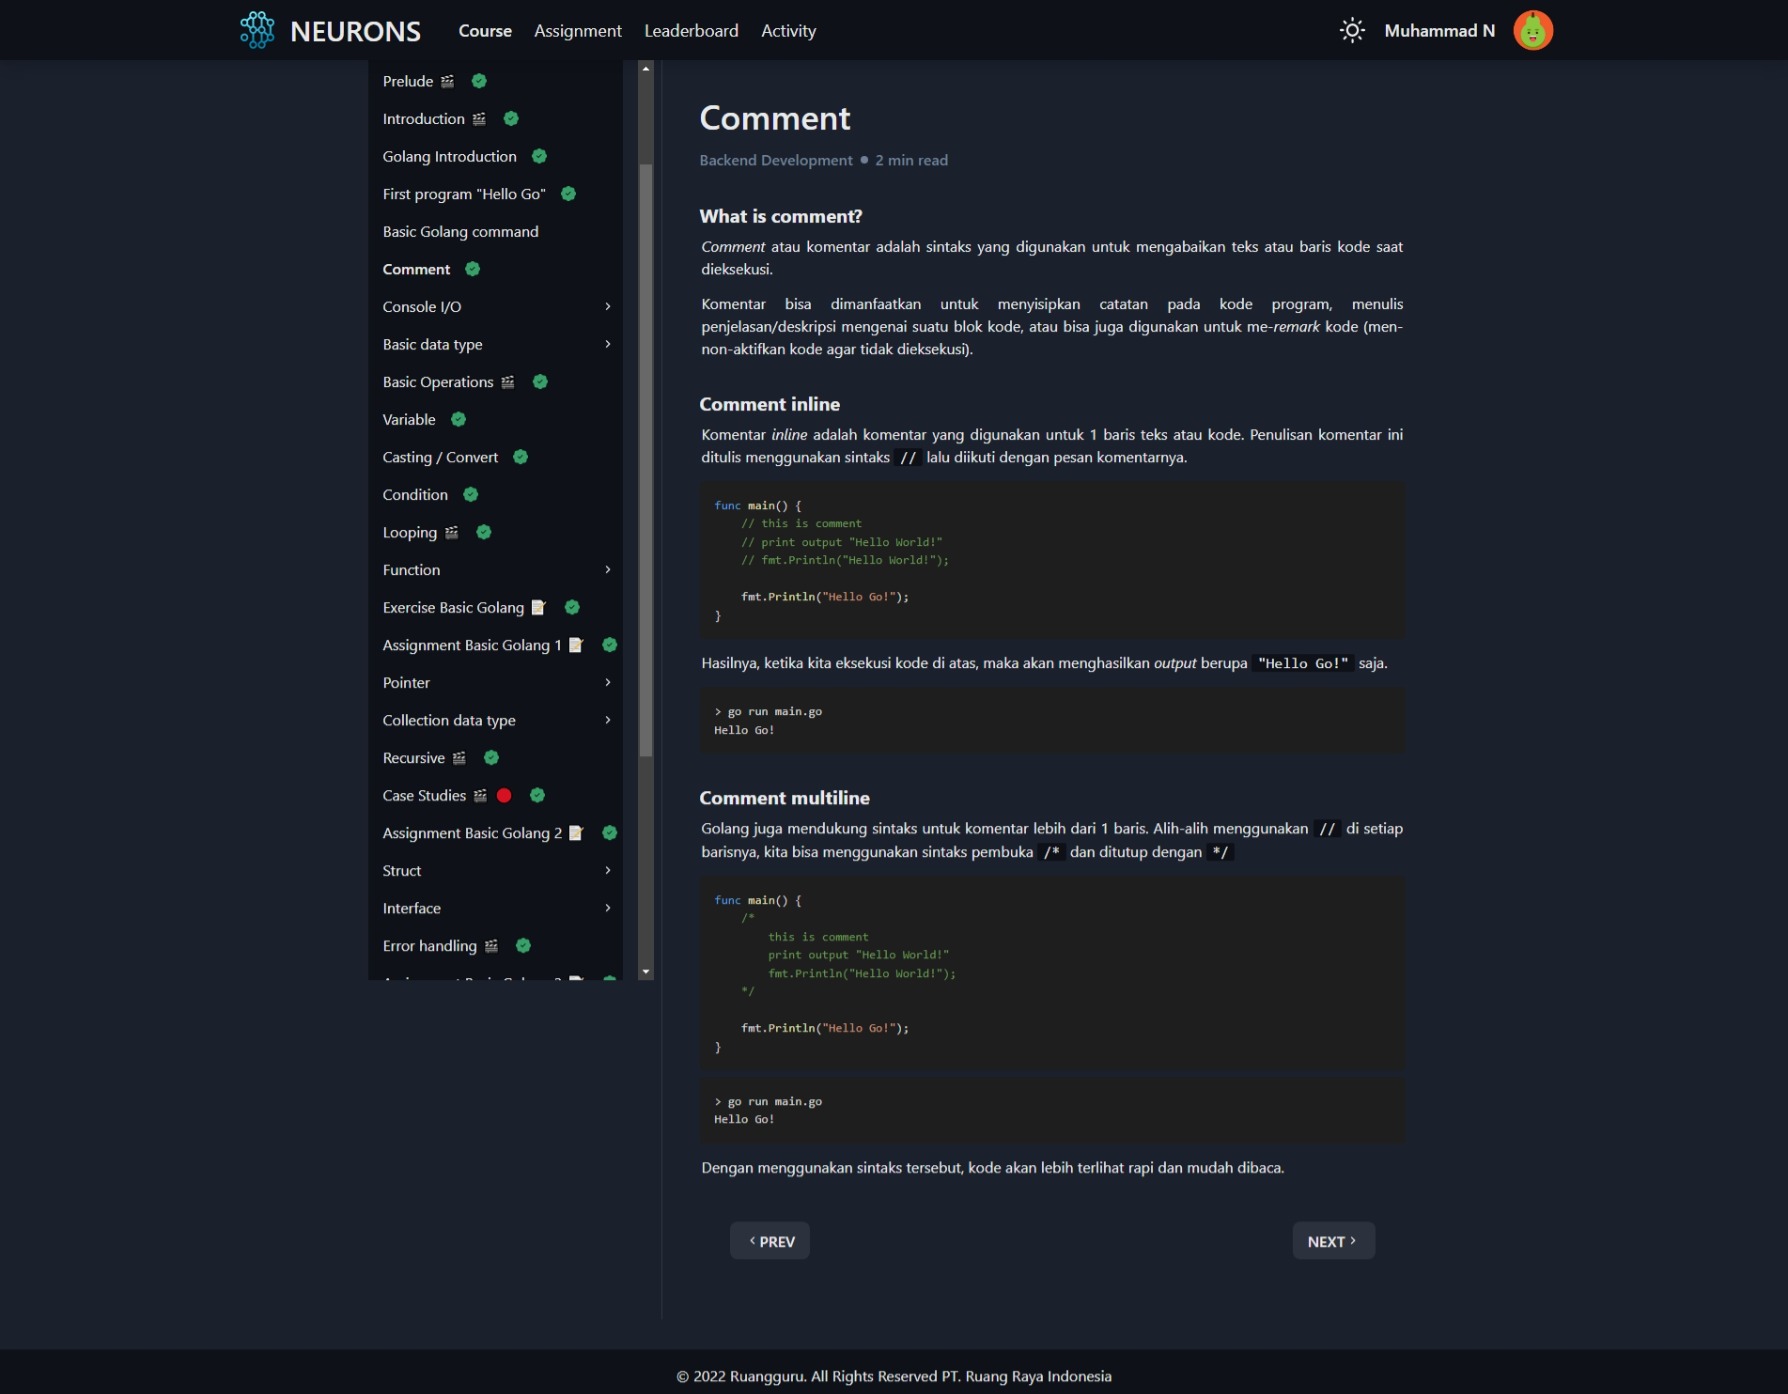 NEURONS
Course
Assignment
Leaderboard
Activity
Muhammad N
Prelude
Introduction
Golang Introduction
First program "Hello Go"
Basic Golang command
Comment
Console I/O
Basic data type
Basic Operations
Variable
Casting / Convert
Condition
Looping
Function
Exercise Basic Golang
Assignment Basic Golang 1
Pointer
Collection data type
Recursive
Case Studies
Assignment Basic Golang 2
Struct
Interface
Error handling
Comment
Backend Development • 2 min read
What is comment?
Comment atau komentar adalah sintaks yang digunakan untuk mengabaikan teks atau baris kode saat
dieksekusi.
Komentar bisa dimanfaatkan untuk menyisipkan catatan pada kode program, menulis
penjelasan/deskripsi mengenai suatu blok kode, atau bisa juga digunakan untuk me-remark kode (men-
non-aktifkan kode agar tidak dieksekusi).
Comment inline
Komentar inline adalah komentar yang digunakan untuk 1 baris teks atau kode. Penulisan komentar ini
ditulis menggunakan sintaks // lalu diikuti dengan pesan komentarnya.
func main() {
// this is comment
// print output "Hello World!"
// fmt.Println("Hello World!");
fmt.Println("Hello Go!");
}
Hasilnya, ketika kita eksekusi kode di atas, maka akan menghasilkan output berupa "Hello Go!" saja.
> go run main.go
Hello Go!
Comment multiline
Golang juga mendukung sintaks untuk komentar lebih dari 1 baris. Alih-alih menggunakan // di setiap
barisnya, kita bisa menggunakan sintaks pembuka /* dan ditutup dengan */
func main() {
/*
this is comment
print output "Hello World!"
fmt.Println("Hello World!");
*/
fmt.Println("Hello Go!");
}
> go run main.go
Hello Go!
Dengan menggunakan sintaks tersebut, kode akan lebih terlihat rapi dan mudah dibaca.
‹ PREV
NEXT ›
© 2022 Ruangguru. All Rights Reserved PT. Ruang Raya Indonesia